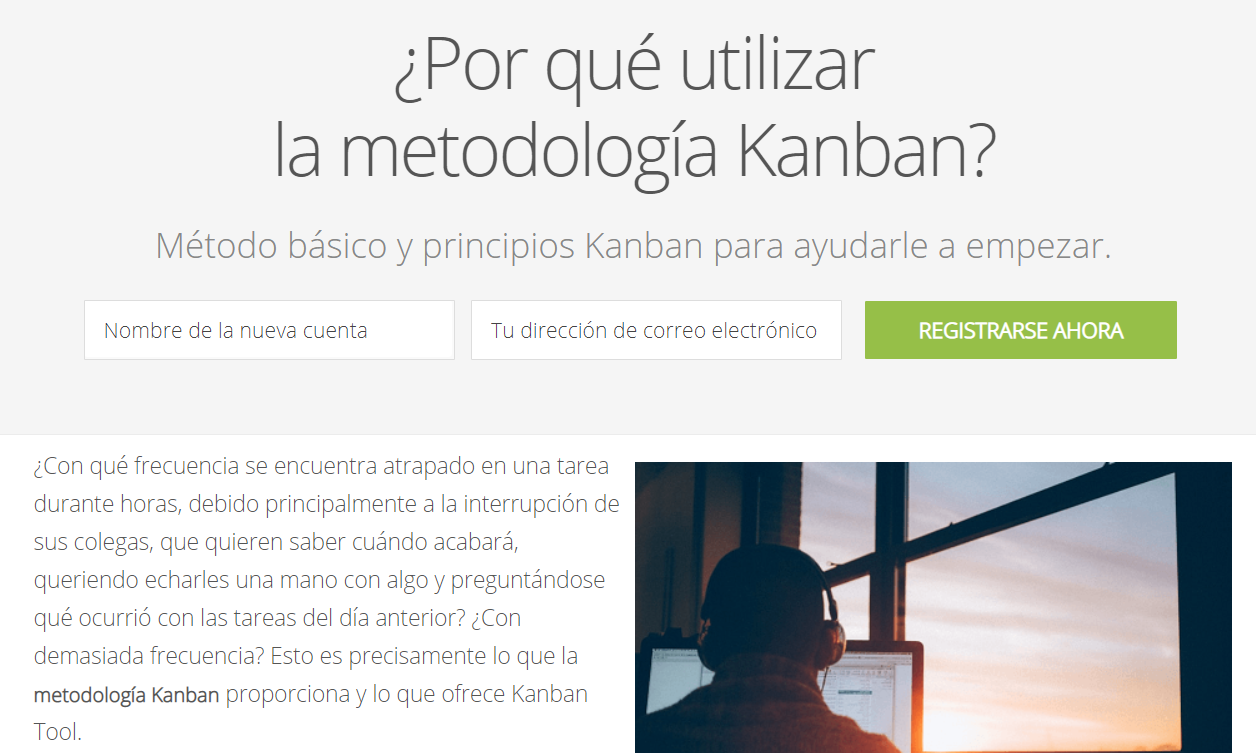 ¿Por qué utilizar
la metodología Kanban?
Método básico y principios Kanban para ayudarle a empezar.
Nombre de la nueva cuenta
Tu dirección de correo electrónico
REGISTRARSE AHORA
¿Con qué frecuencia se encuentra atrapado en una tarea
durante horas, debido principalmente a la interrupción de
sus colegas, que quieren saber cuándo acabará,
queriendo echarles una mano con algo y preguntándose
qué ocurrió con las tareas del día anterior? ¿Con
demasiada frecuencia? Esto es precisamente lo que la
metodología Kanban proporciona y lo que ofrece Kanban
Tool.